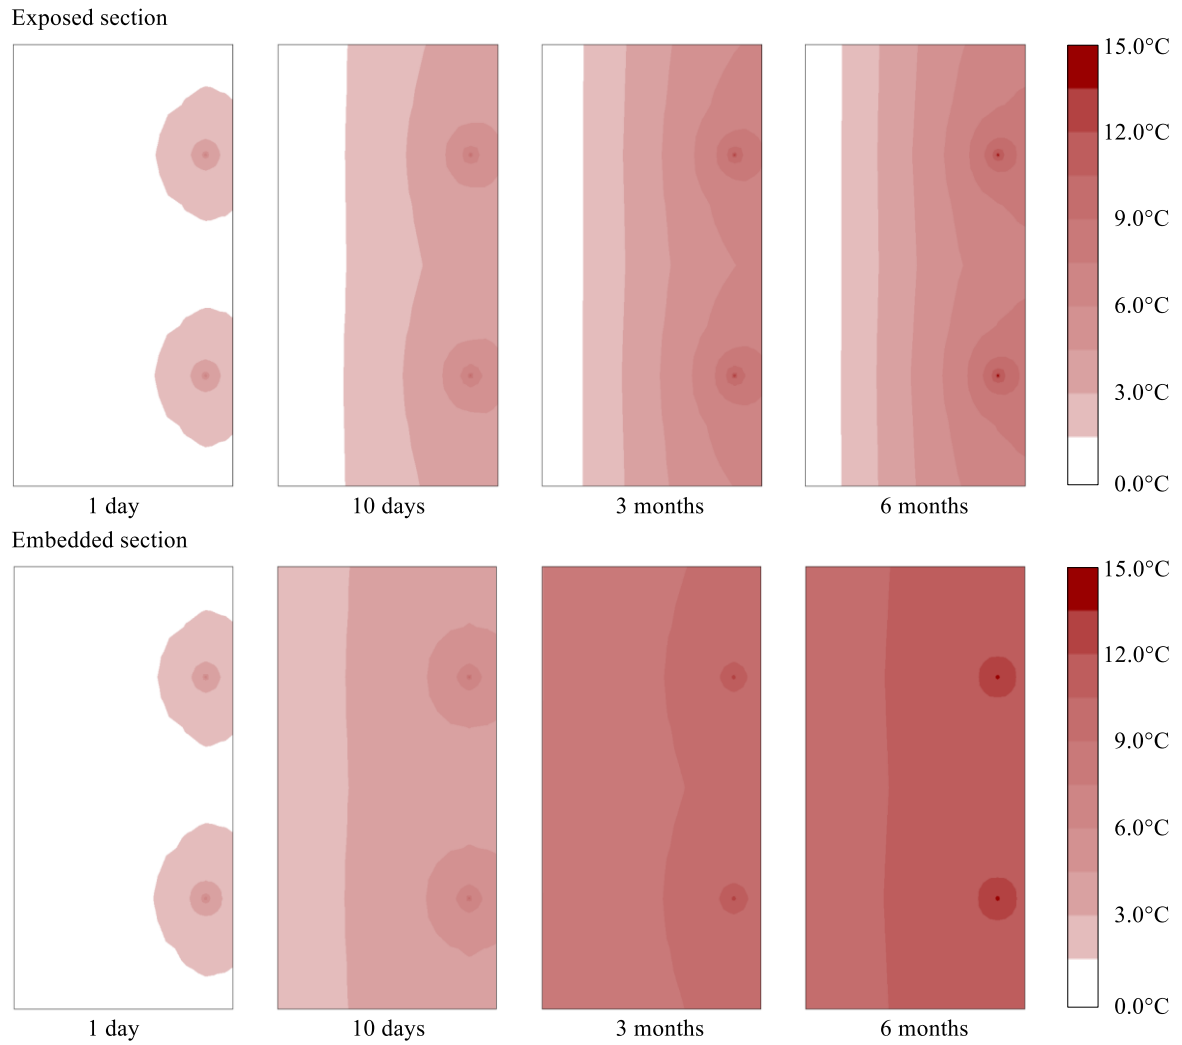 Exposed section
15.0°C
12.0°C
9.0°C
6.0°C
3.0°C
0.0°C
1 day
10 days
3 months
6 months
Embedded section
15.0°C
12.0°C
9.0°C
6.0°C
3.0°C
0.0°C
1 day
10 days
3 months
6 months